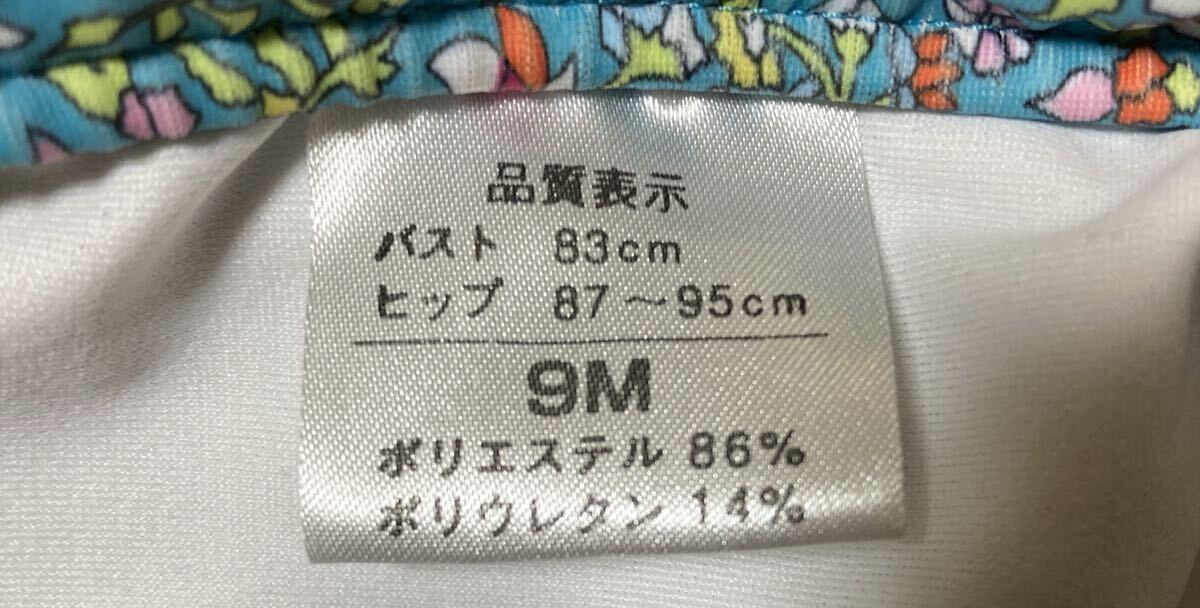 品質表示
バスト 83cm
ヒップ 87～95cm
9M
ポリエステル 86%
ポリウレタン 14%